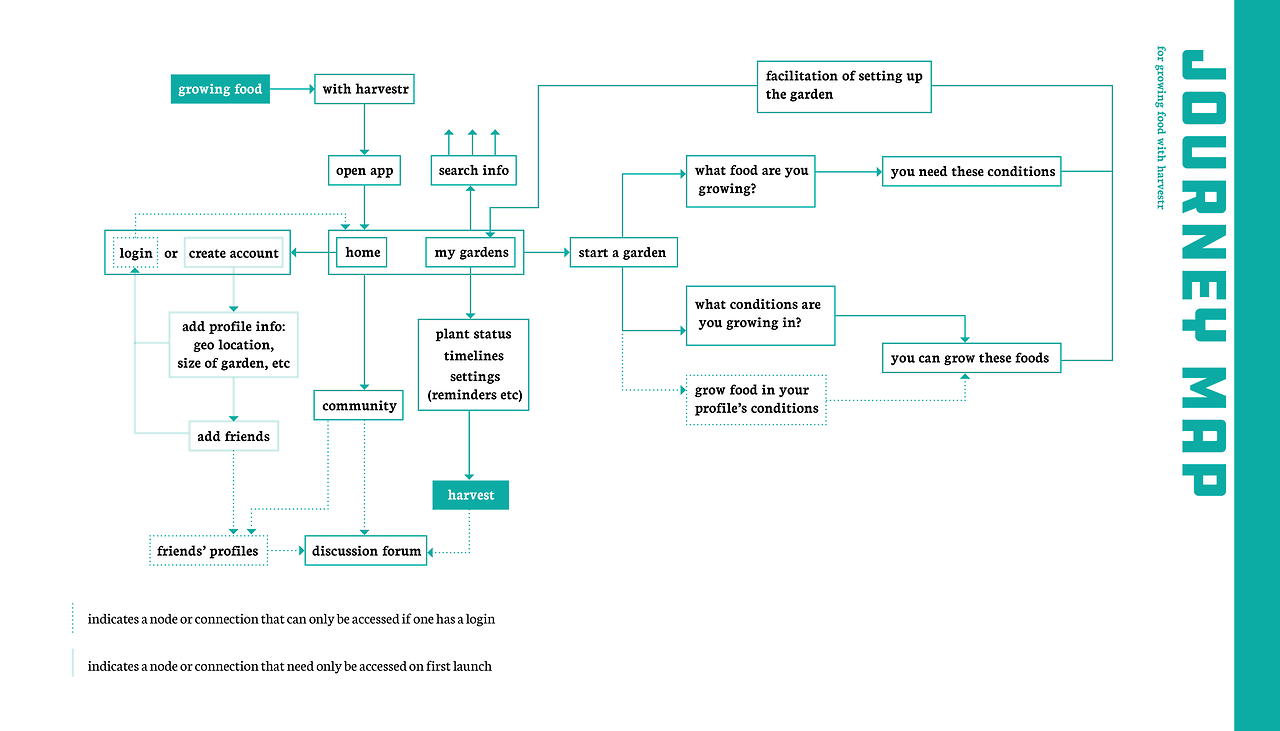 JOURNEY MAP
for growing food with harvestr
growing food
with harvestr
facilitation of setting up
the garden
open app
search info
what food are you
growing?
you need these conditions
login or create account
home
my gardens
start a garden
add profile info:
geo location,
size of garden, etc
plant status
timelines
settings
(reminders etc)
what conditions are
you growing in?
you can grow these foods
grow food in your
profile's conditions
community
add friends
harvest
friends' profiles
discussion forum
indicates a node or connection that can only be accessed if one has a login
indicates a node or connection that need only be accessed on first launch